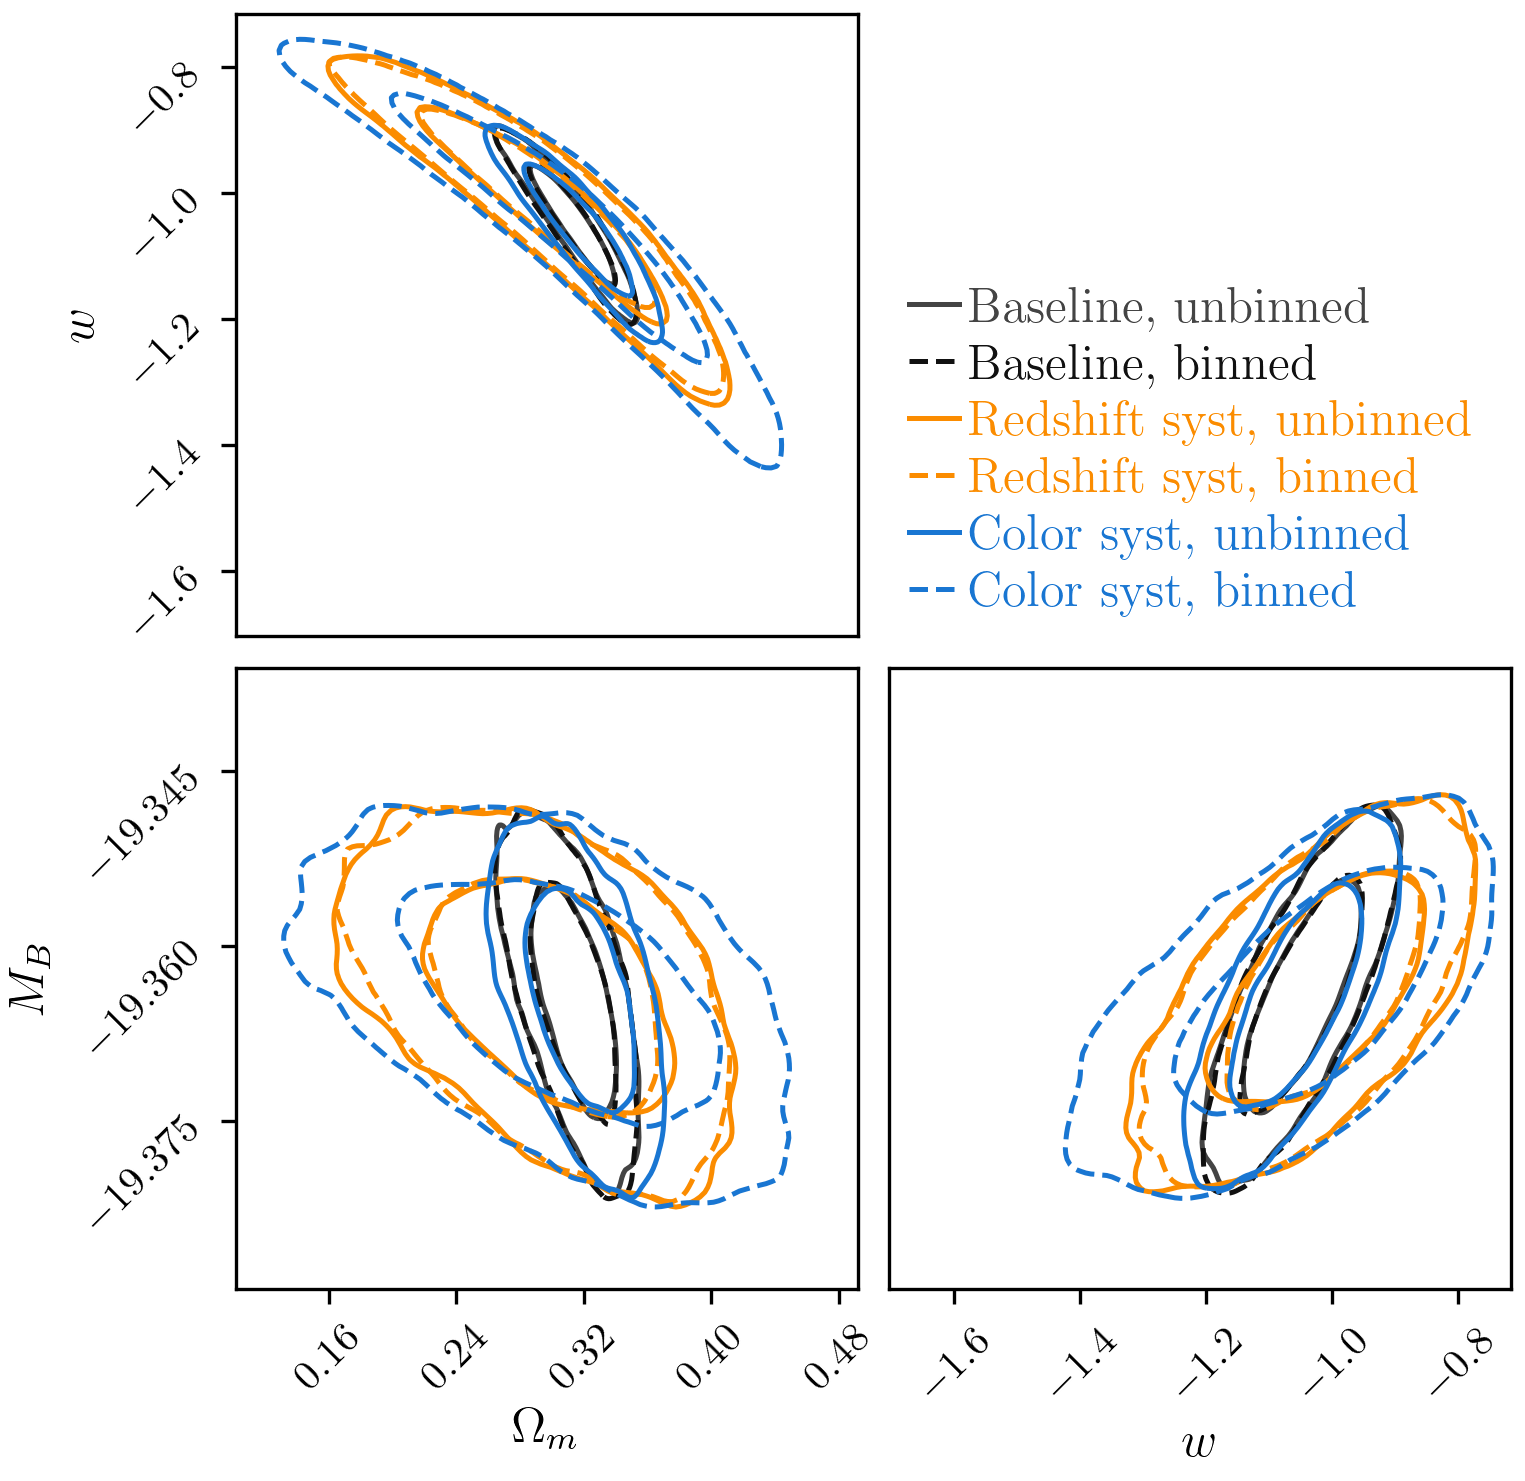 −0.8
−1.0
−1.2
−1.4
−1.6
w
Baseline, unbinned
Baseline, binned
Redshift syst, unbinned
Redshift syst, binned
Color syst, unbinned
Color syst, binned
−19.345
−19.360
−19.375
M_B
0.16 0.24 0.32 0.40 0.48
Ω_m
−1.6 −1.4 −1.2 −1.0 −0.8
w